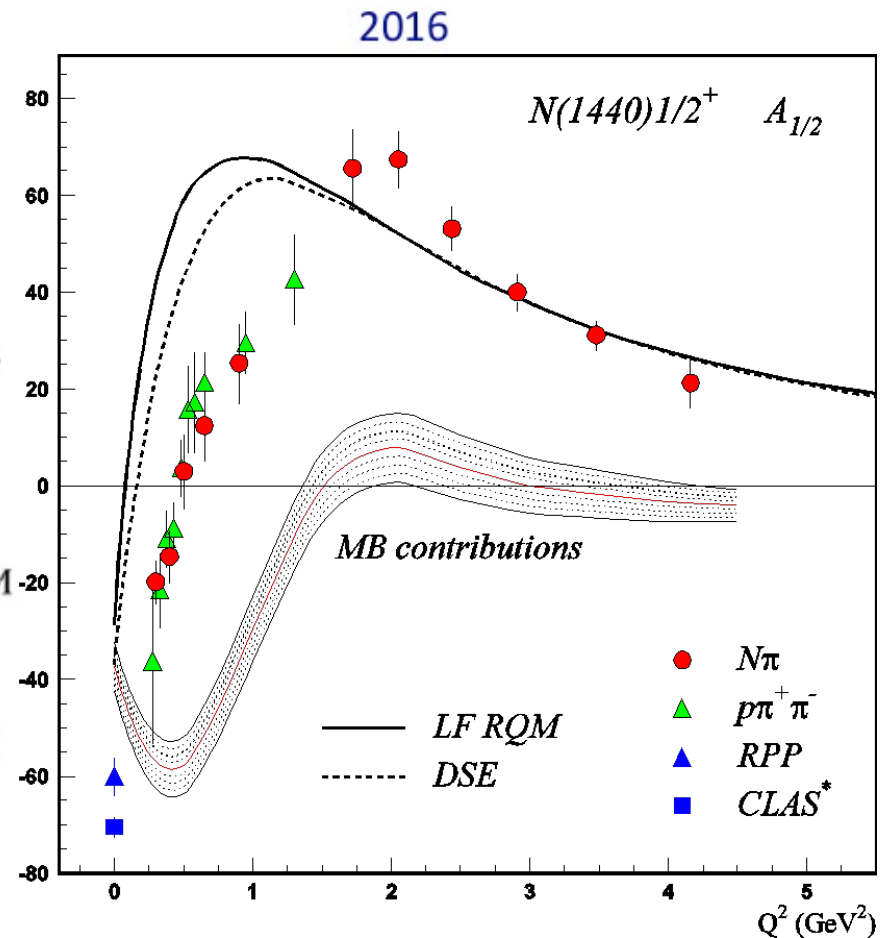 2016
N(1440)1/2⁺ A₁/₂
80
60
40
20
0
-20
-40
-60
-80
MB contributions
LF RQM
DSE
Nπ
pπ⁺π⁻
RPP
CLAS*
0 1 2 3 4 5
Q² (GeV²)